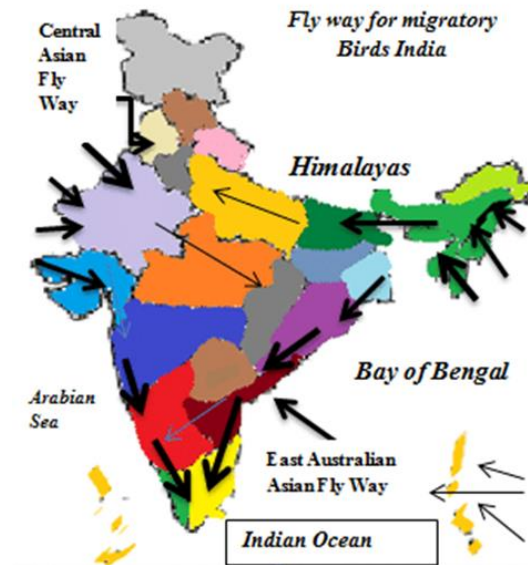 Fly way for migratory
Birds India
Central
Asian
Fly
Way
Himalayas
Bay of Bengal
Arabian
Sea
East Australian
Asian Fly Way
Indian Ocean